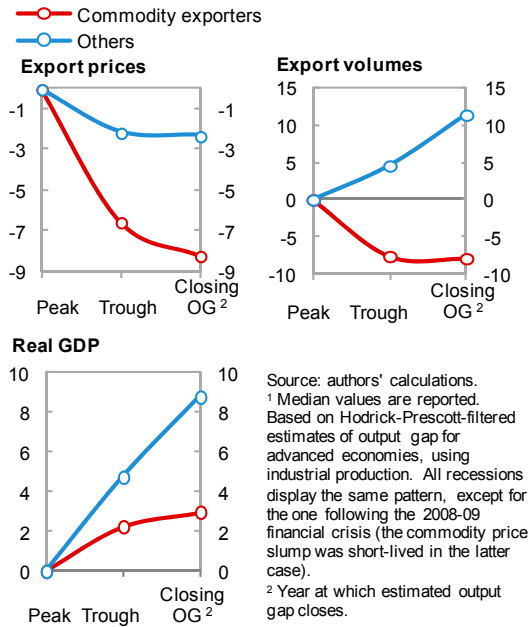 Commodity exporters
Others
Export prices
-1
-3
-5
-7
-9
-1
-3
-5
-7
-9
Peak
Trough
Closing
OG ²
Export volumes
15
10
5
0
-5
-10
15
10
5
0
-5
-10
Peak
Trough
Closing
OG ²
Real GDP
10
8
6
4
2
0
10
8
6
4
2
0
Peak
Trough
Closing
OG ²
Source: authors' calculations.
¹ Median values are reported.
Based on Hodrick-Prescott-filtered
estimates of output gap for
advanced economies, using
industrial production. All recessions
display the same pattern, except for
the one following the 2008-09
financial crisis (the commodity price
slump was short-lived in the latter
case).
² Year at which estimated output
gap closes.